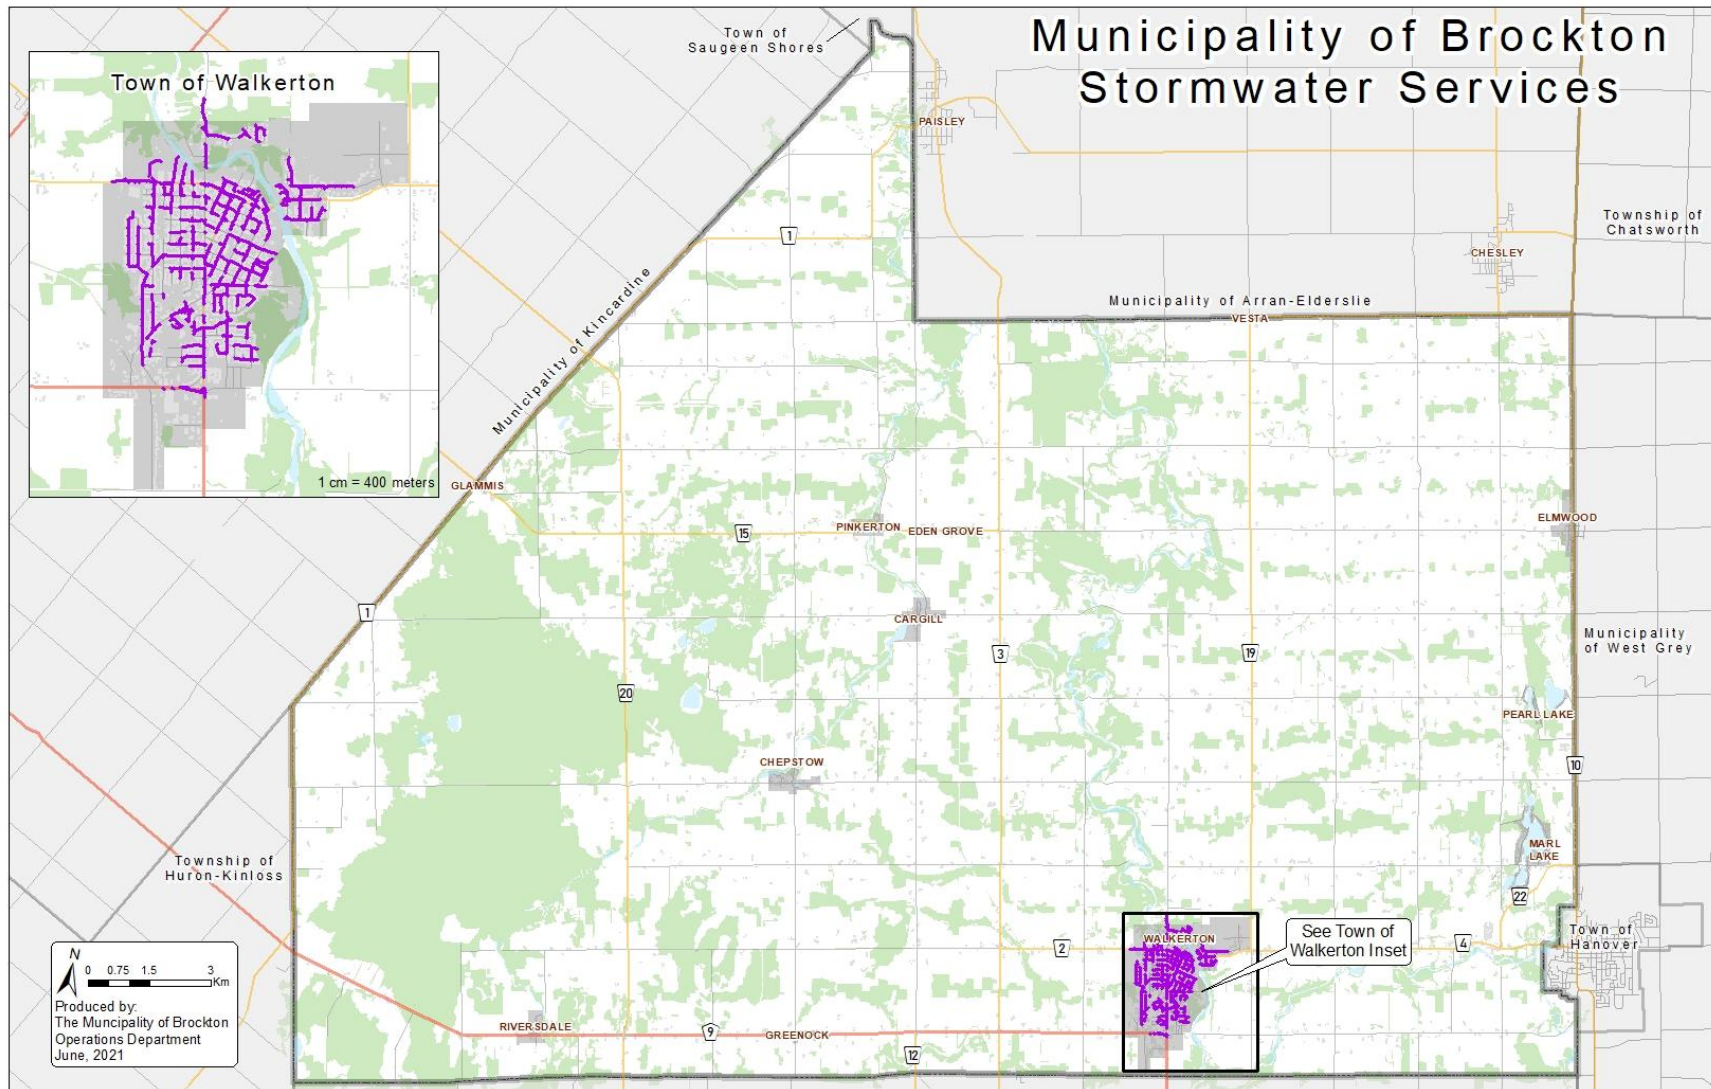 Municipality of Brockton
Stormwater Services
Town of
Saugeen Shores
Town of Walkerton
1 cm = 400 meters
PAISLEY
Township of
Chatsworth
CHESLEY
1
Municipality of Kincardine
Municipality of Arran-Elderslie
VESTA
GLAMMIS
15
PINKERTON
EDEN GROVE
ELMWOOD
1
CARGILL
3
19
Municipality
of West Grey
20
PEARL LAKE
CHEPSTOW
10
Township of
Huron-Kinloss
MARL
LAKE
22
See Town of
Walkerton Inset
WALKERTON
2
4
Town of
Hanover
N
0 0.75 1.5 3
Km
Produced by:
The Muncipality of Brockton
Operations Department
June, 2021
RIVERSDALE
9
GREENOCK
12